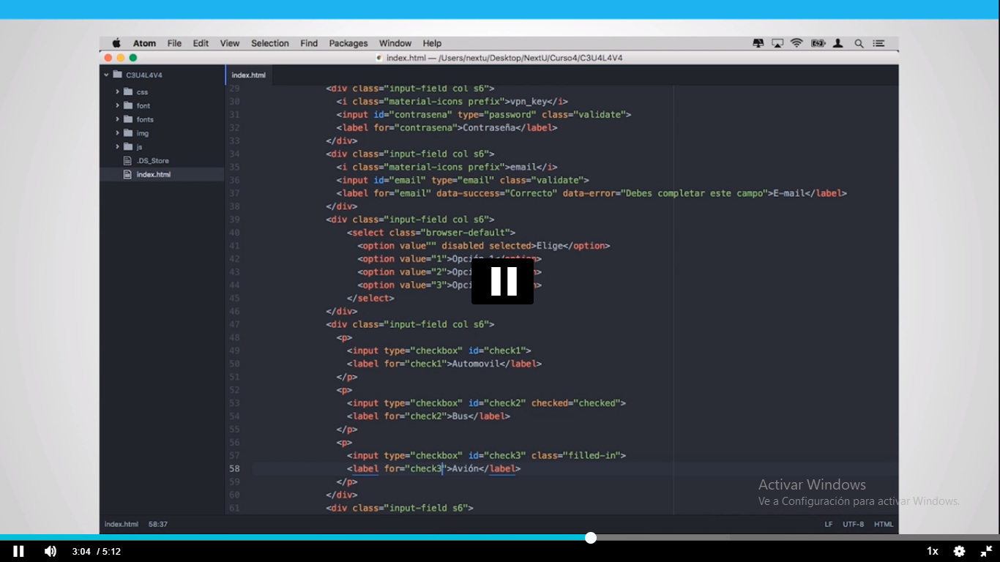 Atom File Edit View Selection Find Packages Window Help
index.html — /Users/nextu/Desktop/NextU/Curso4/C3U4L4V4
C3U4L4V4
css
font
fonts
img
js
.DS_Store
index.html
index.html
29 <div class="input-field col s6">
30 <i class="material-icons prefix">vpn_key</i>
31 <input id="contrasena" type="password" class="validate">
32 <label for="contrasena">Contraseña</label>
33 </div>
34 <div class="input-field col s6">
35 <i class="material-icons prefix">email</i>
36 <input id="email" type="email" class="validate">
37 <label for="email" data-success="Correcto" data-error="Debes completar este campo">E-mail</label>
38 </div>
39 <div class="input-field col s6">
40 <select class="browser-default">
41 <option value"" disabled selected>Elige</option>
42 <option value="1">Opción 1</option>
43 <option value="2">
44 <option value="3">
45 </select>
46 </div>
47 <div class="input-field col s6">
48 <p>
49 <input type="checkbox" id="check1">
50 <label for="check1">Automovil</label>
51 </p>
52 <p>
53 <input type="checkbox" id="check2" checked="checked">
54 <label for="check2">Bus</label>
55 </p>
56 <p>
57 <input type="checkbox" id="check3" class="filled-in">
58 <label for="check3">Avión</label>
59 </p>
60 </div>
61 <div class="input-field s6">
Activar Windows
Ve a Configuración para activar Windows.
index.html 58:37 LF UTF-8 HTML
3:04 / 5:12 1x